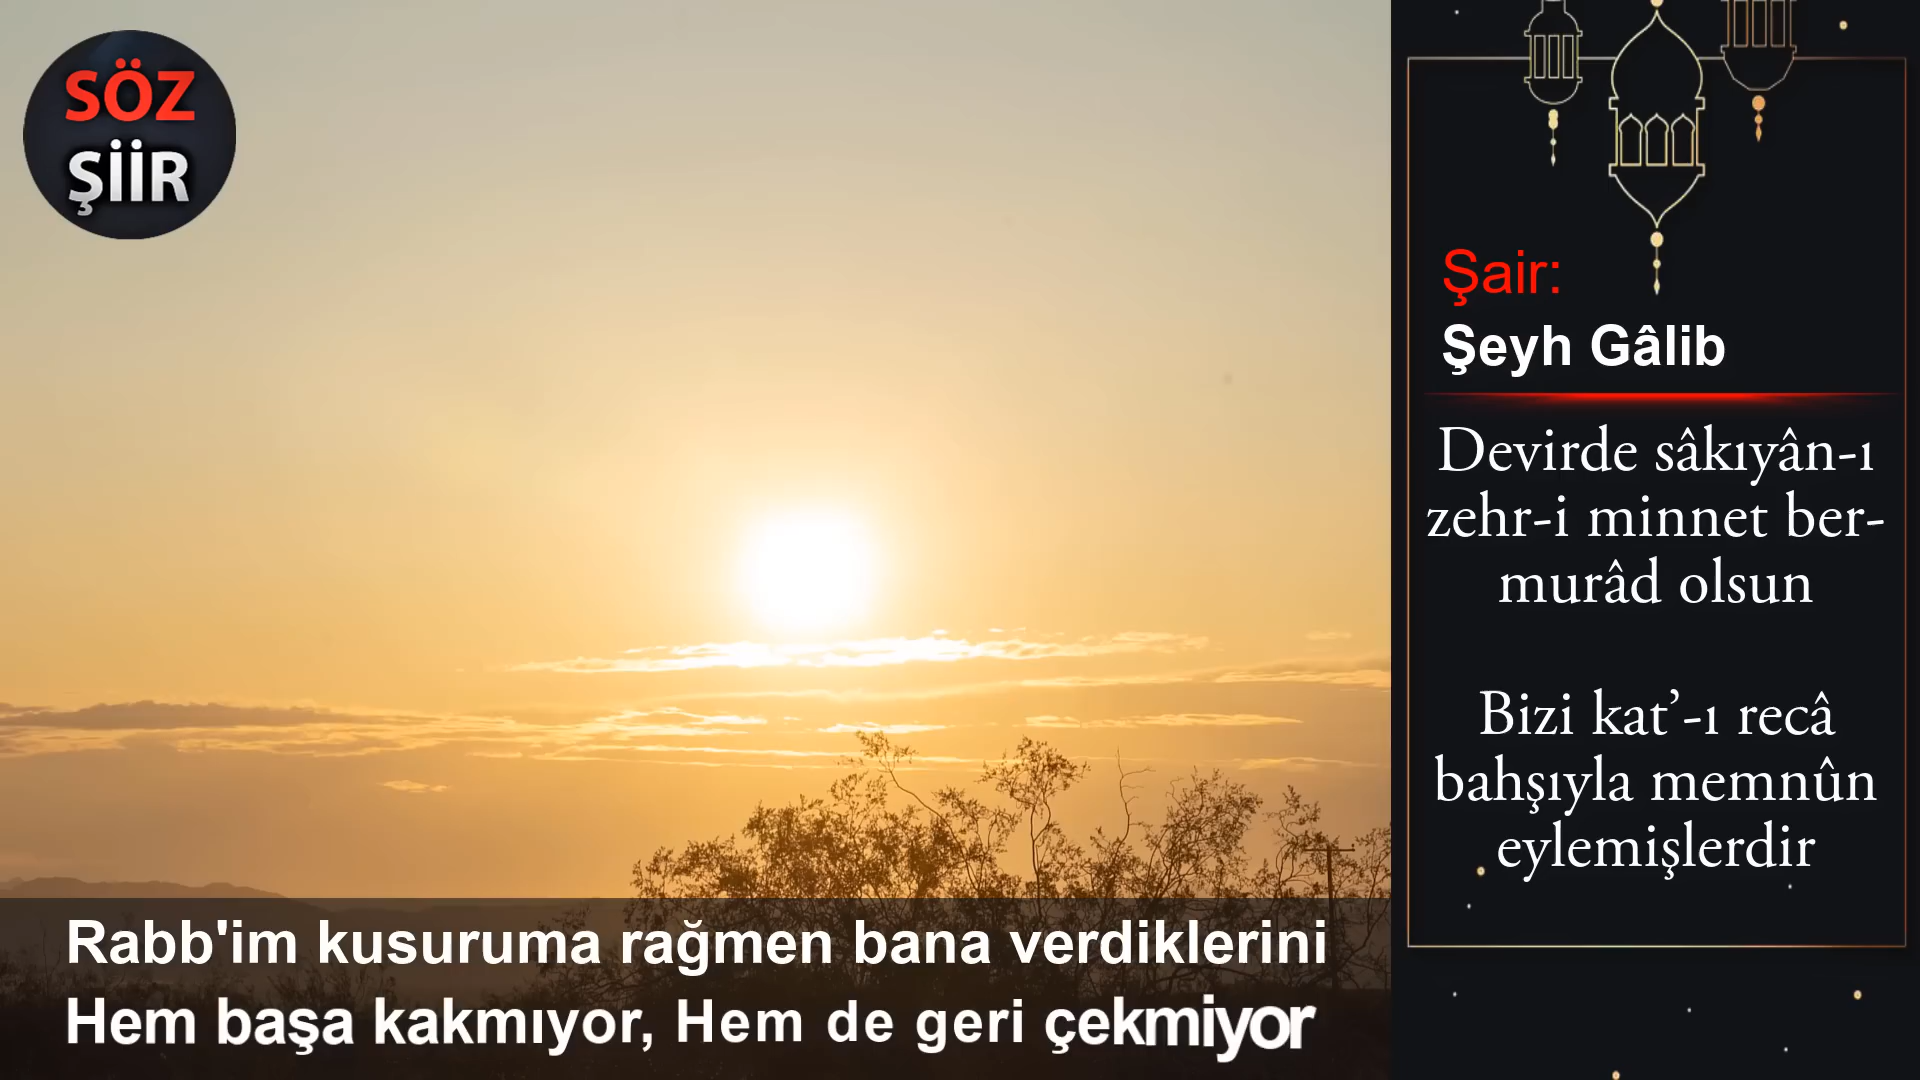 SÖZ
ŞİİR
Şair:
Şeyh Gâlib
Devirde sâkıyân-ı
zehr-i minnet ber-
murâd olsun
Bizi kat’-ı recâ
bahşıyla memnûn
eylemişlerdir
Rabb'im kusuruma rağmen bana verdiklerini
Hem başa kakmıyor, Hem de geri çekmiyor